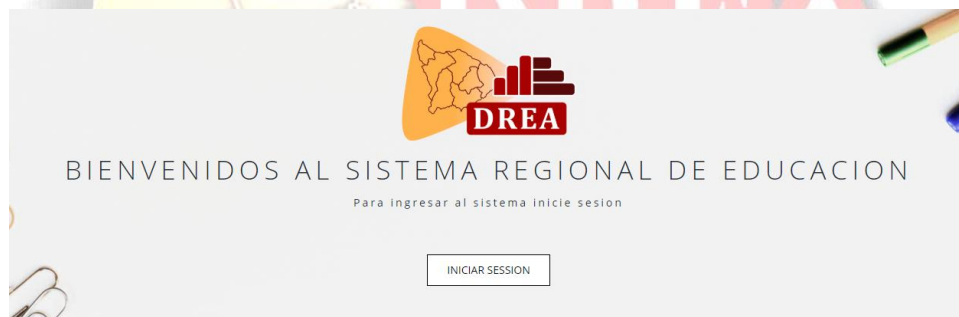 DREA
BIENVENIDOS AL SISTEMA REGIONAL DE EDUCACION
Para ingresar al sistema inicie sesion
INICIAR SESSION